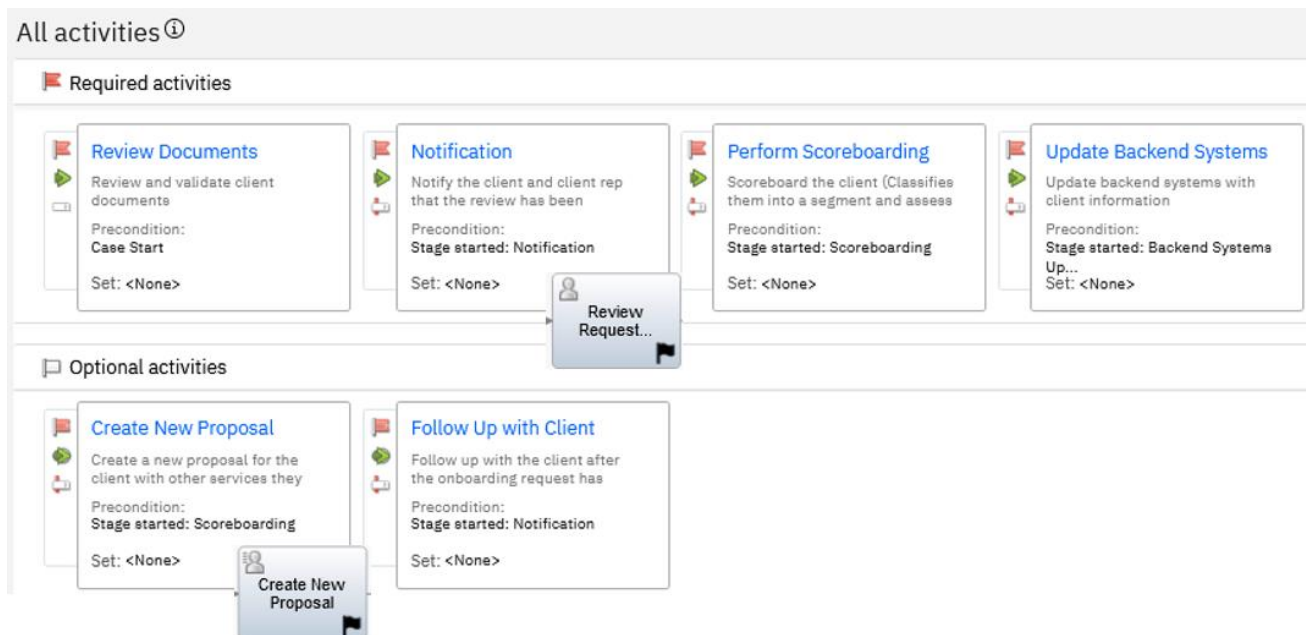 All activities
Required activities
Review Documents
Review and validate client
documents
Precondition:
Case Start
Set: <None>
Notification
Notify the client and client rep
that the review has been
Precondition:
Stage started: Notification
Set: <None>
Perform Scoreboarding
Scoreboard the client (Classifies
them into a segment and assess
Precondition:
Stage started: Scoreboarding
Set: <None>
Update Backend Systems
Update backend systems with
client information
Precondition:
Stage started: Backend Systems
Up...
Set: <None>
Review
Request...
Optional activities
Create New Proposal
Create a new proposal for the
client with other services they
Precondition:
Stage started: Scoreboarding
Set: <None>
Follow Up with Client
Follow up with the client after
the onboarding request has
Precondition:
Stage started: Notification
Set: <None>
Create New
Proposal